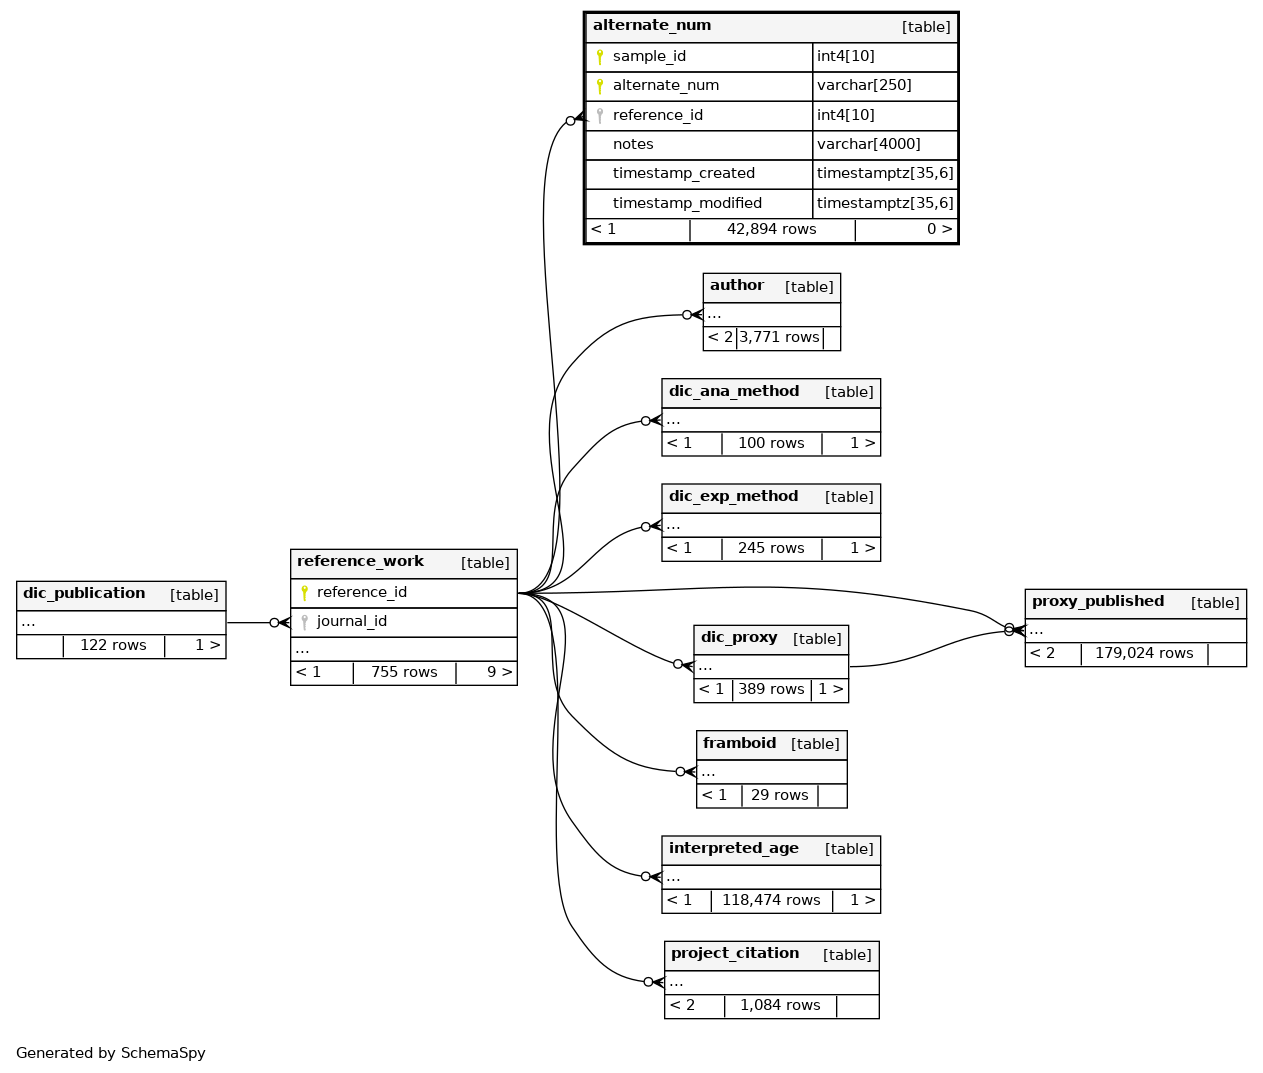 alternate_num [table]
sample_id int4[10]
alternate_num varchar[250]
reference_id int4[10]
notes varchar[4000]
timestamp_created timestamptz[35,6]
timestamp_modified timestamptz[35,6]
< 1 42,894 rows 0 >
author [table]
...
< 2 3,771 rows
dic_ana_method [table]
...
< 1 100 rows 1 >
dic_exp_method [table]
...
< 1 245 rows 1 >
reference_work [table]
reference_id
journal_id
...
< 1 755 rows 9 >
dic_publication [table]
...
122 rows 1 >
proxy_published [table]
...
< 2 179,024 rows
dic_proxy [table]
...
< 1 389 rows 1 >
framboid [table]
...
< 1 29 rows
interpreted_age [table]
...
< 1 118,474 rows 1 >
project_citation [table]
...
< 2 1,084 rows
Generated by SchemaSpy